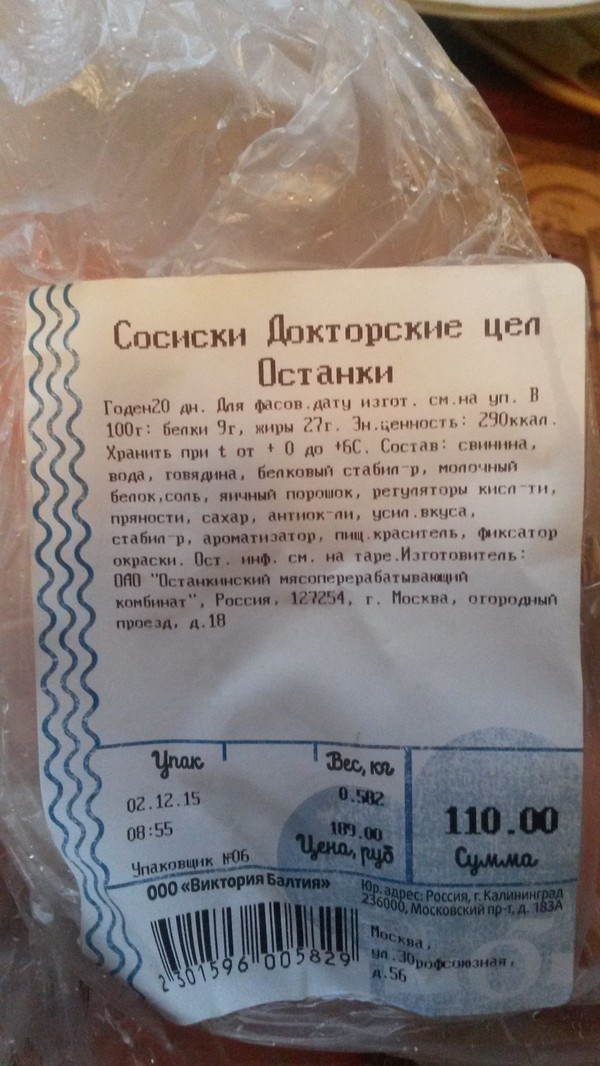 Сосиски Докторские цел
Останки
Годен20 дн. Для фасов.дату изгот. см.на уп. В
100г: белки 9г, жиры 27г. Эн.ценность: 290ккал.
Хранить при t от + 0 до +6С. Состав: свинина,
вода, говядина, белковый стабил-р, молочный
белок,соль, яичный порошок, регуляторы кисл-ти,
пряности, сахар, антиок-ли, усил.вкуса,
стабил-р, ароматизатор, пищ.краситель, фиксатор
окраски. Ост. инф. см. на таре.Изготовитель:
ОАО "Останкинский мясоперерабатывающий
комбинат", Россия, 127254, г. Москва, огородный
проезд, д.18
Упак
Вес, кг
02.12.15
0.582
08:55
189.00
110.00
Цена, руб
Сумма
Упаковщик №06
ООО «Виктория Балтия»
Юр. адрес: Россия, г. Калининград
236000, Московский пр-т, д. 183А
Москва,
ул.Профсоюзная,
д.56
2 301596 005829